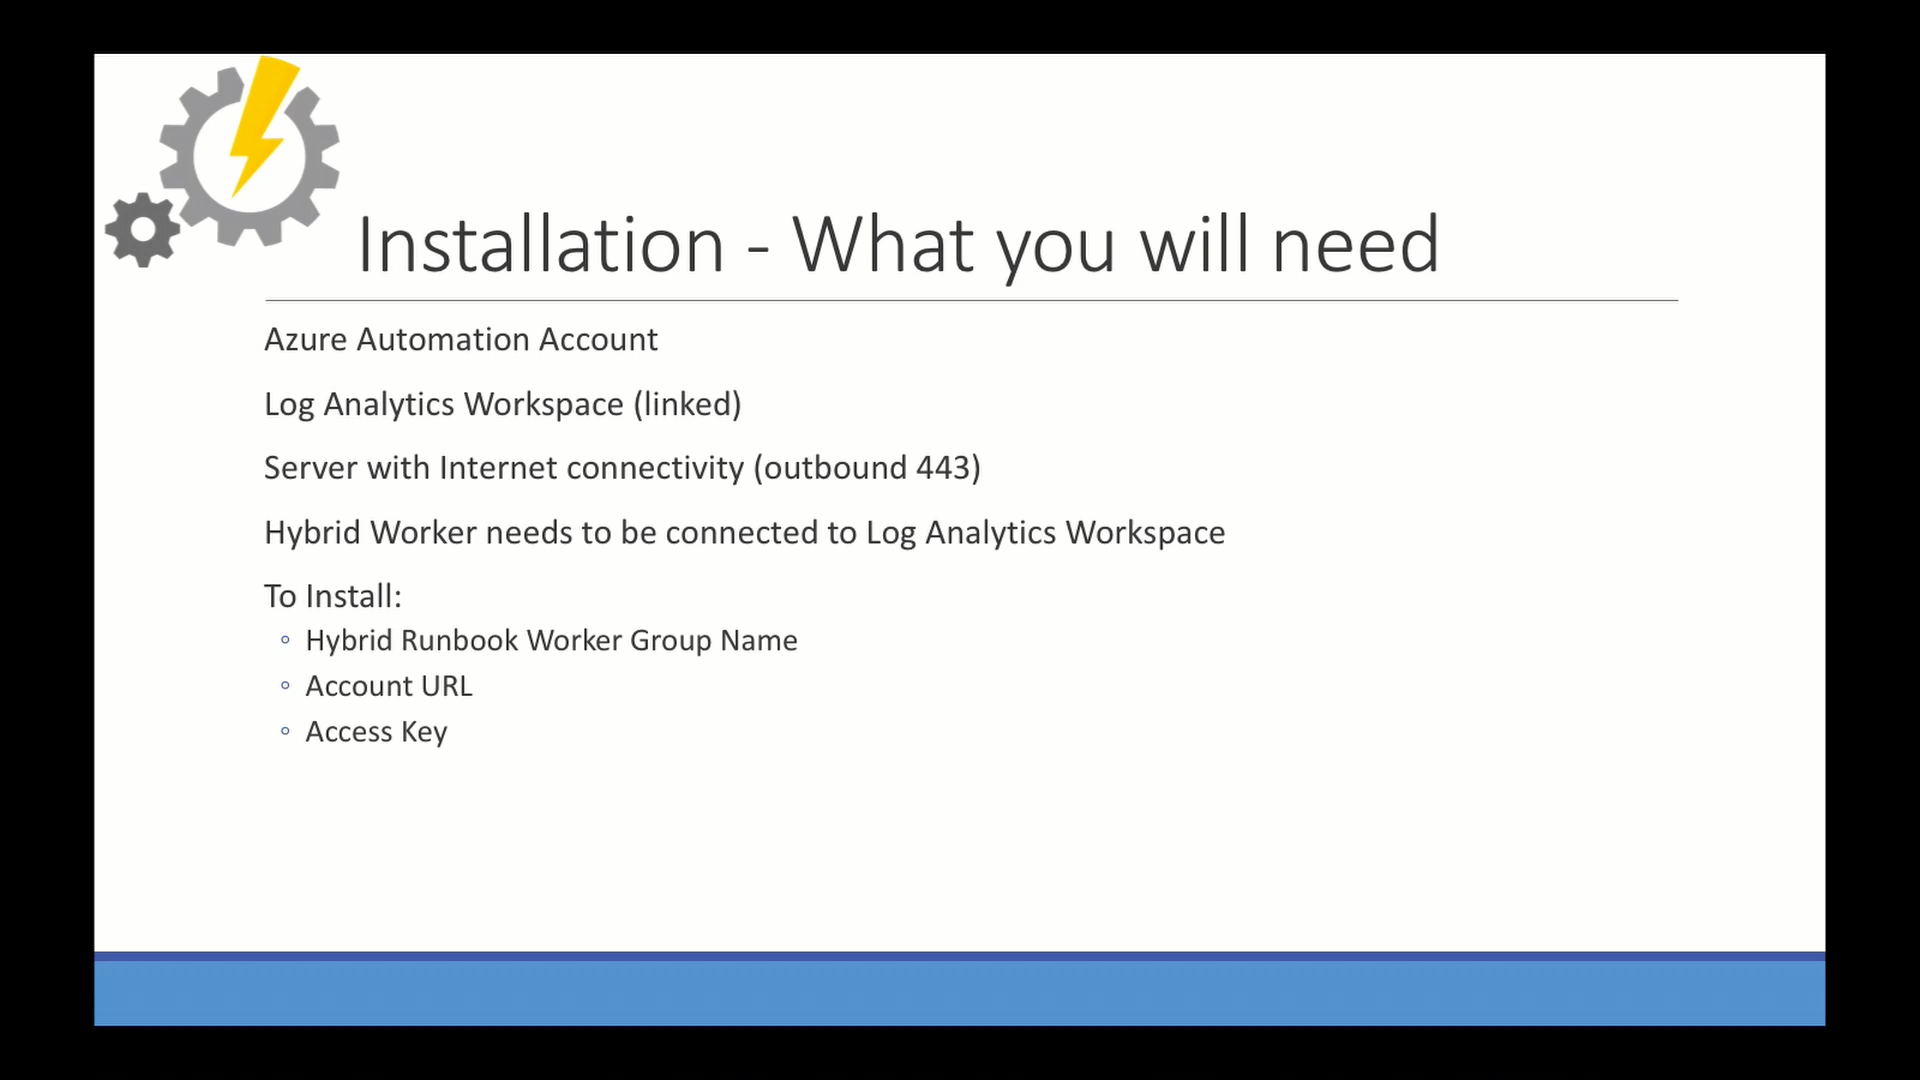 Installation - What you will need
Azure Automation Account
Log Analytics Workspace (linked)
Server with Internet connectivity (outbound 443)
Hybrid Worker needs to be connected to Log Analytics Workspace
To Install:
◦ Hybrid Runbook Worker Group Name
◦ Account URL
◦ Access Key